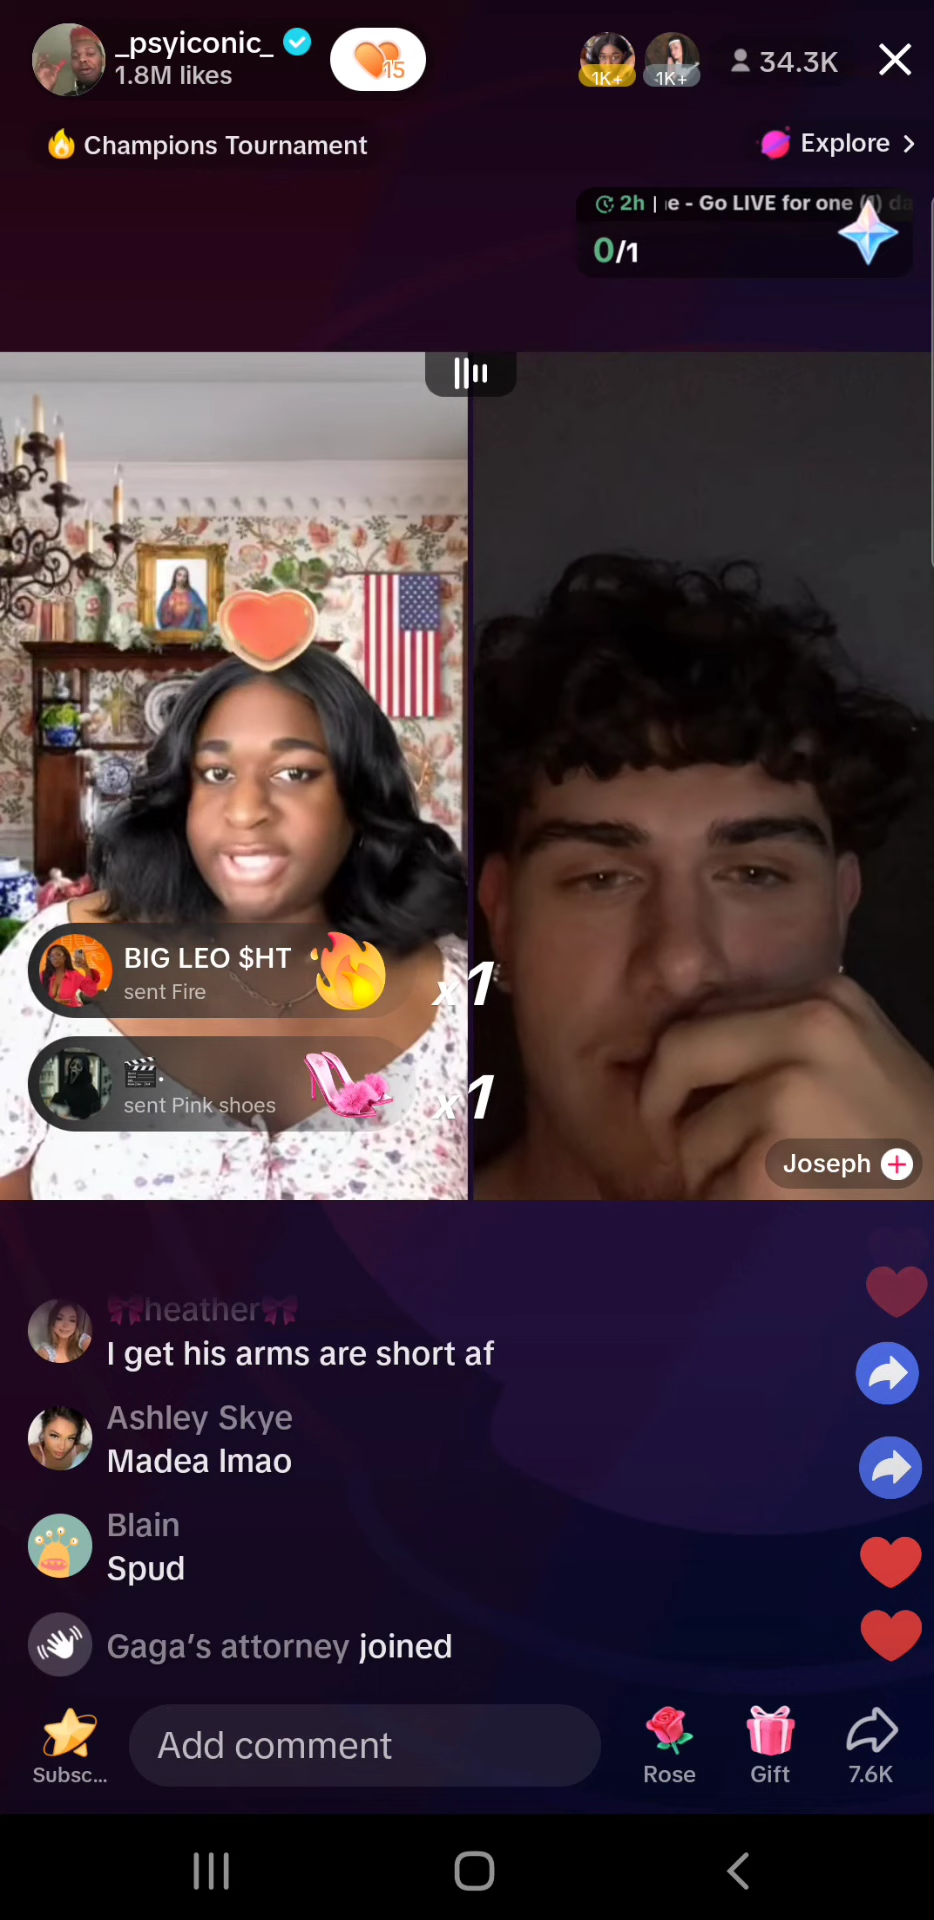 _psyiconic_
1.8M likes
15
1K+
1K+
34.3K
Champions Tournament
Explore
2h | e - Go LIVE for one (1) da
0/1
BIG LEO $HT
sent Fire
x1
sent Pink shoes
x1
Joseph
heather
I get his arms are short af
Ashley Skye
Madea lmao
Blain
Spud
Gaga's attorney joined
Subsc...
Add comment
Rose
Gift
7.6K